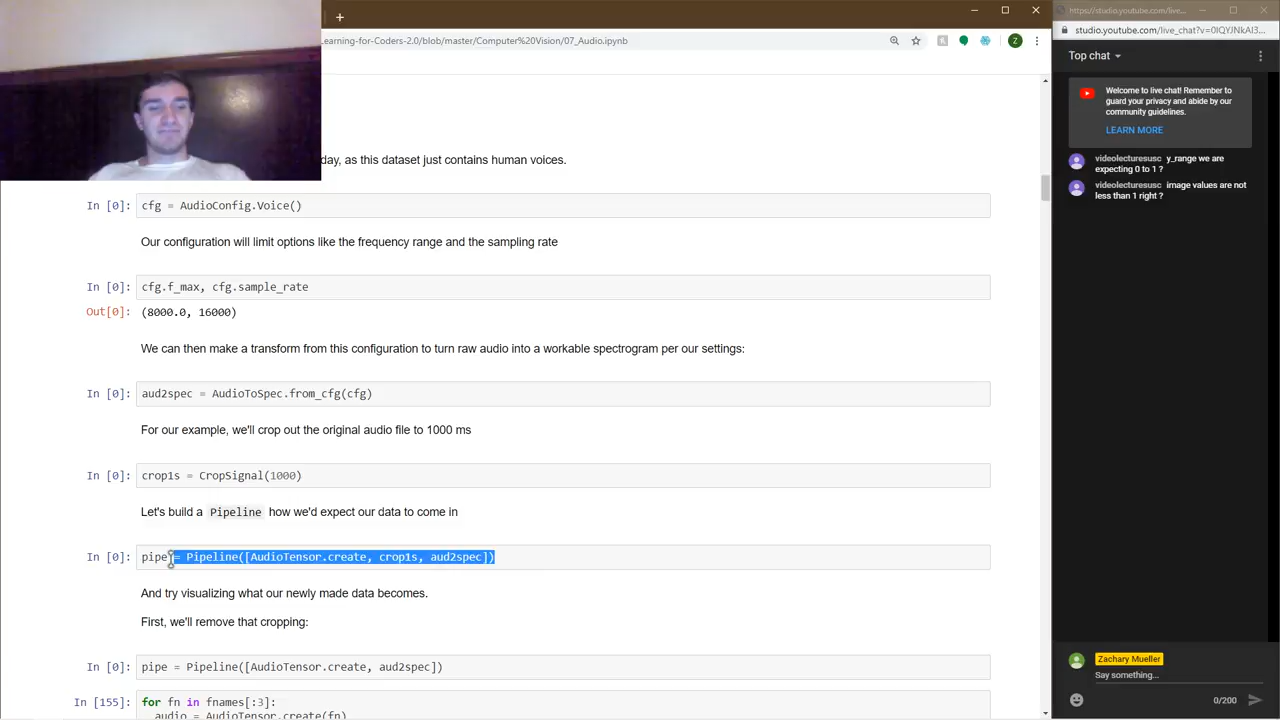 https://studio.youtube.com/live...
Learning-for-Coders-2.0/blob/master/Computer%20Vision/07_Audio.ipynb
Z
studio.youtube.com/live_chat?v=0IQYJNkAI3...
Top chat
Welcome to live chat! Remember to
guard your privacy and abide by our
community guidelines.
LEARN MORE
videolecturesusc y_range we are
expecting 0 to 1 ?
videolecturesusc image values are not
less than 1 right ?
day, as this dataset just contains human voices.
In [0]: cfg = AudioConfig.Voice()
Our configuration will limit options like the frequency range and the sampling rate
In [0]: cfg.f_max, cfg.sample_rate
Out[0]: (8000.0, 16000)
We can then make a transform from this configuration to turn raw audio into a workable spectrogram per our settings:
In [0]: aud2spec = AudioToSpec.from_cfg(cfg)
For our example, we'll crop out the original audio file to 1000 ms
In [0]: crop1s = CropSignal(1000)
Let's build a Pipeline how we'd expect our data to come in
In [0]: pipe = Pipeline([AudioTensor.create, crop1s, aud2spec])
And try visualizing what our newly made data becomes.
First, we'll remove that cropping:
In [0]: pipe = Pipeline([AudioTensor.create, aud2spec])
In [155]: for fn in fnames[:3]:
audio = AudioTensor.create(fn)
Zachary Mueller
Say something...
0/200